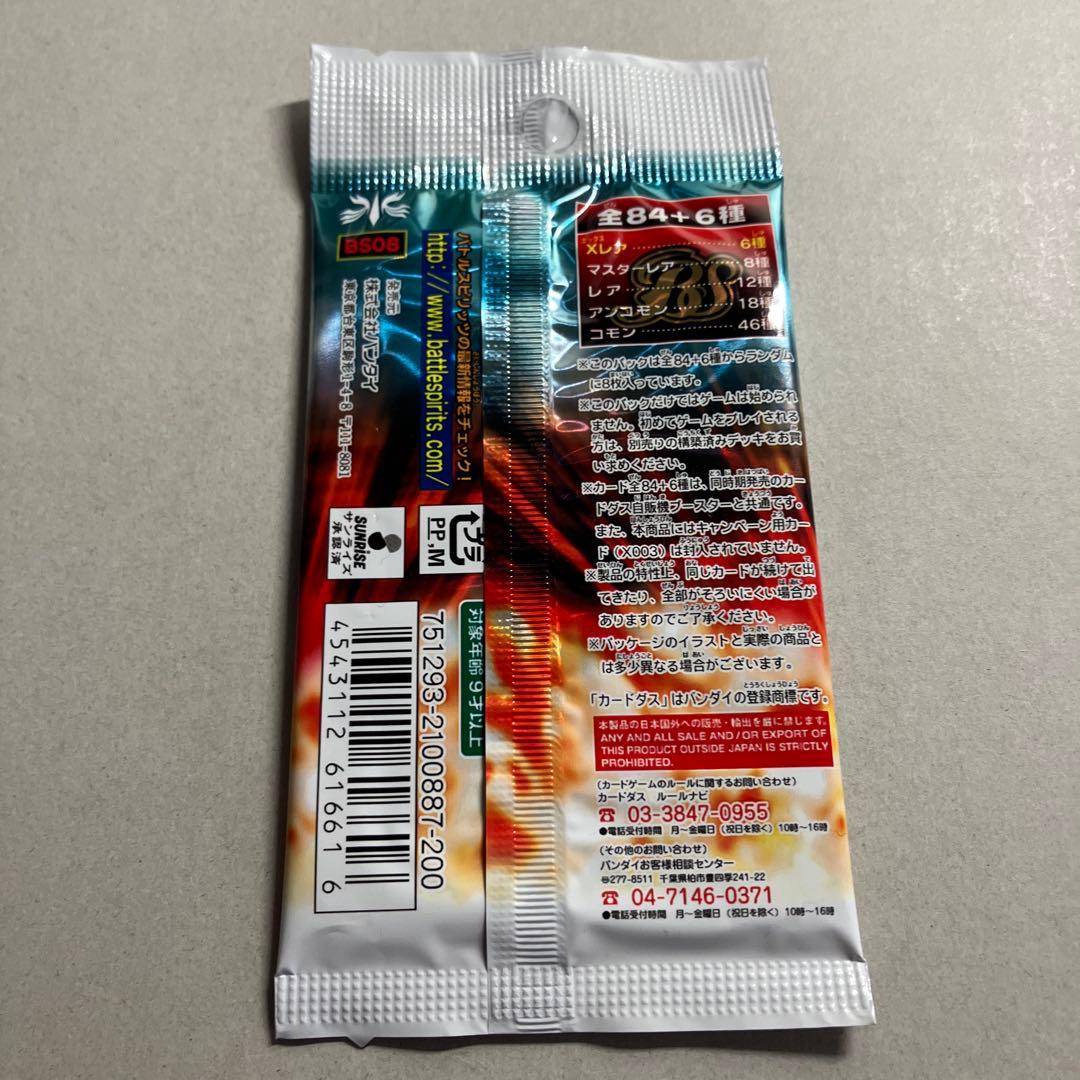 全84+6種
Xレア 6種
マスターレア 8種
レア 12種
アンコモン 18種
コモン 46種
※このパックは全84+6種からランダム
に8枚入っています。
※このパックだけではゲームは始められ
ません。初めてゲームをプレイされる
方は、別売りの構築済みデッキをお買
い求めください。
※カード全84+6種は、同時期発売のカー
ドダス自販機ブースターと共通です。
また、本商品にはキャンペーン用カー
ド(X003)は封入されていません。
※製品の特性上、同じカードが続けて出
てきたり、全部がそろいにくい場合が
ありますのでご了承ください。
※パッケージのイラストと実際の商品と
は多少異なる場合がございます。
「カードダス」はバンダイの登録商標です。
本製品の日本国外への販売・輸出を厳に禁じます。
ANY AND ALL SALE AND/OR EXPORT OF
THIS PRODUCT OUTSIDE JAPAN IS STRICTLY
PROHIBITED.
(カードゲームのルールに関するお問い合わせ)
カードダス ルールナビ
☎ 03-3847-0955
●電話受付時間 月〜金曜日(祝日を除く)10時〜16時
(その他のお問い合わせ)
バンダイお客様相談センター
〒277-8511 千葉県柏市豊四季241-22
☎ 04-7146-0371
●電話受付時間 月〜金曜日(祝日を除く)10時〜16時
バトルスピリッツの最新情報をチェック!
http://www.battlespirits.com/
BS08
発売元
株式会社バンダイ
東京都台東区駒形1-4-8 〒111-8081
プラ
PP,M
SUNRISE
サンライズ
承認済
対象年齢9才以上
751293-2100887-200
4543112 61661 6